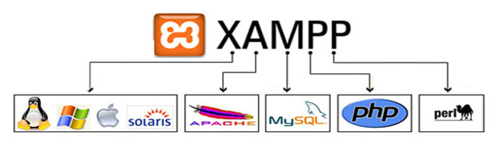 XAMPP
solaris
APACHE
MySQL
php
perl